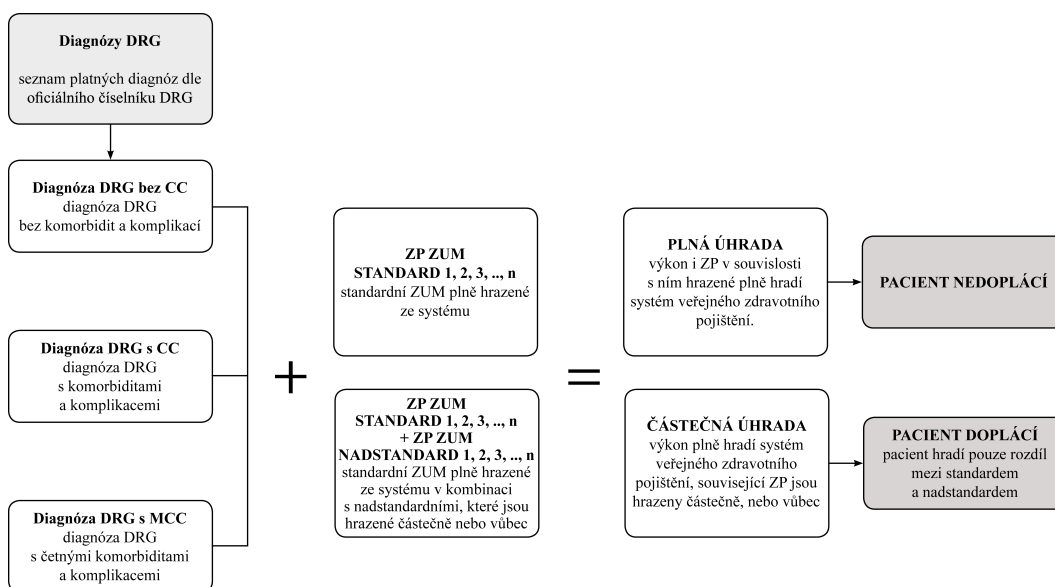 Diagnózy DRG
seznam platných diagnóz dle
oficiálního číselníku DRG
Diagnóza DRG bez CC
diagnóza DRG
bez komorbidit a komplikací
Diagnóza DRG s CC
diagnóza DRG
s komorbiditami
a komplikacemi
Diagnóza DRG s MCC
diagnóza DRG
s četnými komorbiditami
a komplikacemi
+
ZP ZUM
STANDARD 1, 2, 3, .., n
standardní ZUM plně hrazené
ze systému
ZP ZUM
STANDARD 1, 2, 3, .., n
+ ZP ZUM
NADSTANDARD 1, 2, 3, .., n
standardní ZUM plně hrazené
ze systému v kombinaci
s nadstandardními, které jsou
hrazené částečně nebo vůbec
=
PLNÁ ÚHRADA
výkon i ZP v souvislosti
s ním hrazené plně hradí
systém veřejného zdravotního
pojištění.
ČÁSTEČNÁ ÚHRADA
výkon plně hradí systém
veřejného zdravotního
pojištění, související ZP jsou
hrazeny částečně, nebo vůbec
PACIENT NEDOPLÁCÍ
PACIENT DOPLÁCÍ
pacient hradí pouze rozdíl
mezi standardem
a nadstandardem